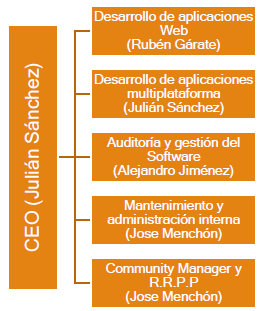 CEO (Julián Sánchez)
Desarrollo de aplicaciones
Web
(Rubén Gárate)
Desarrollo de aplicaciones
multiplataforma
(Julián Sánchez)
Auditoría y gestión del
Software
(Alejandro Jiménez)
Mantenimiento y
administración interna
(Jose Menchón)
Community Manager y
R.R.P.P
(Jose Menchón)